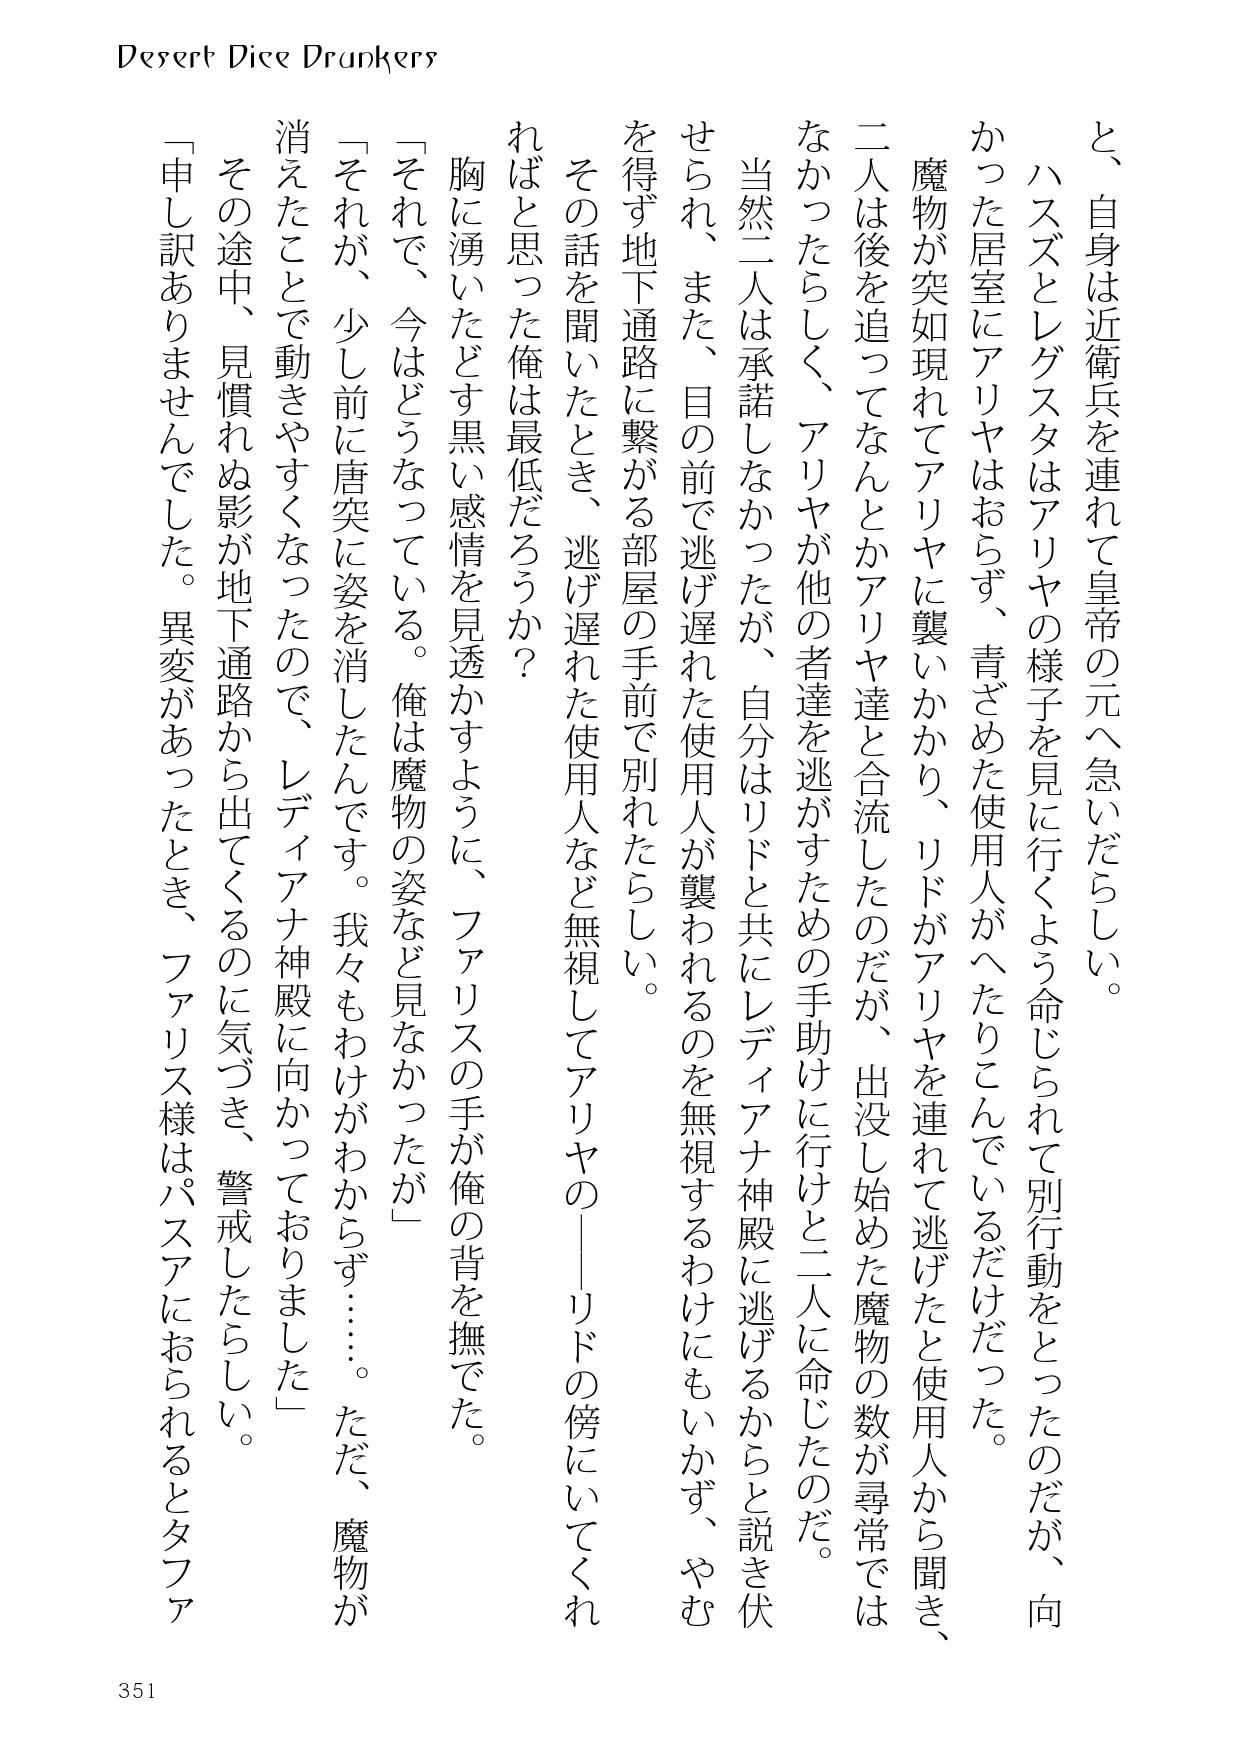 Desert Dice Drunkers
と、自身は近衛兵を連れて皇帝の元へ急いだらしい。
　ハスズとレグスタはアリヤの様子を見に行くよう命じられて別行動をとったのだが、向
かった居室にアリヤはおらず、青ざめた使用人がへたりこんでいるだけだった。
　魔物が突如現れてアリヤに襲いかかり、リドがアリヤを連れて逃げたと使用人から聞き、
二人は後を追ってなんとかアリヤ達と合流したのだが、出没し始めた魔物の数が尋常では
なかったらしく、アリヤが他の者達を逃がすための手助けに行けと二人に命じたのだ。
　当然二人は承諾しなかったが、自分はリドと共にレディアナ神殿に逃げるからと説き伏
せられ、また、目の前で逃げ遅れた使用人が襲われるのを無視するわけにもいかず、やむ
を得ず地下通路に繋がる部屋の手前で別れたらしい。
　その話を聞いたとき、逃げ遅れた使用人など無視してアリヤの――リドの傍にいてくれ
ればと思った俺は最低だろうか？
　胸に湧いたどす黒い感情を見透かすように、ファリスの手が俺の背を撫でた。
「それで、今はどうなっている。俺は魔物の姿など見なかったが」
「それが、少し前に唐突に姿を消したんです。我々もわけがわからず……。ただ、魔物が
消えたことで動きやすくなったので、レディアナ神殿に向かっておりました」
　その途中、見慣れぬ影が地下通路から出てくるのに気づき、警戒したらしい。
「申し訳ありませんでした。異変があったとき、ファリス様はパスアにおられるとタファ
351